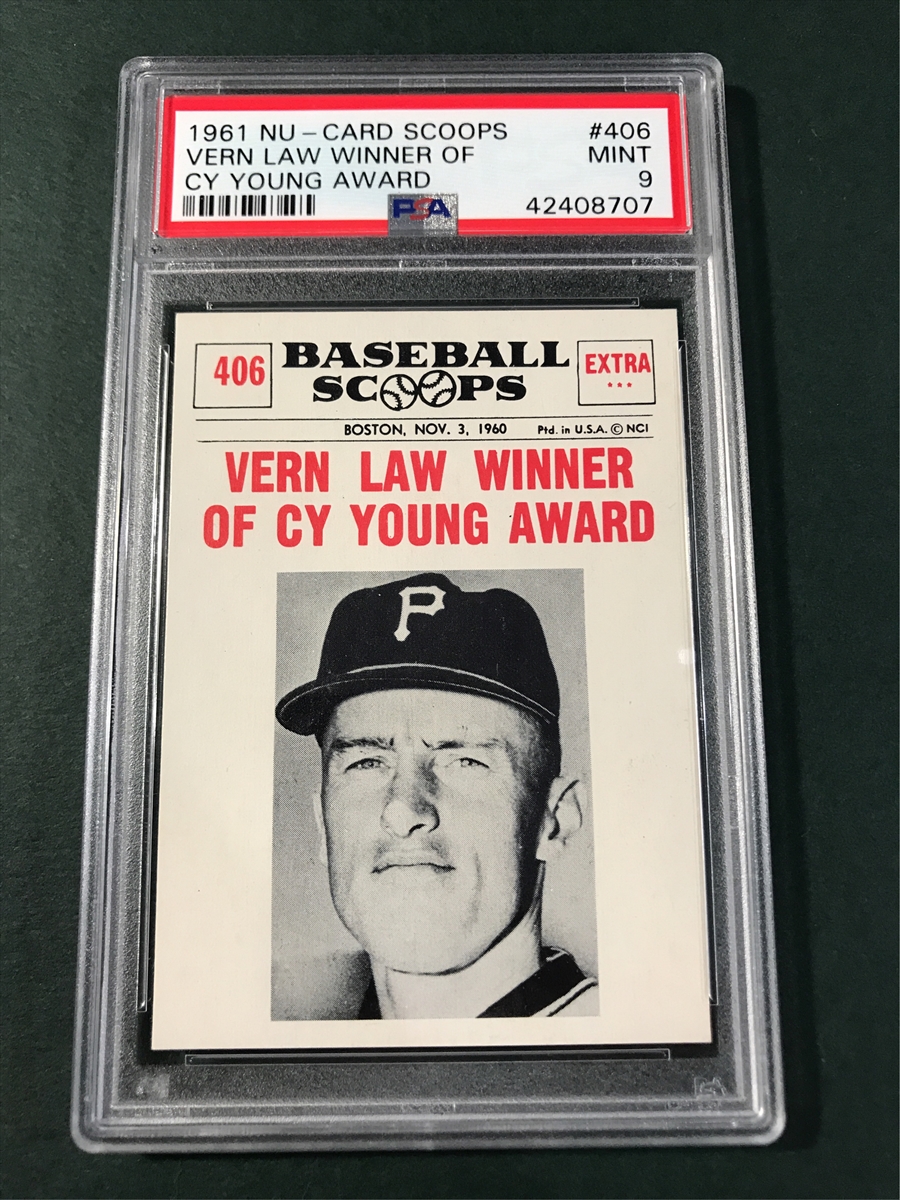 1961 NU-CARD SCOOPS #406
VERN LAW WINNER OF MINT
CY YOUNG AWARD 9
PSA 42408707
406 BASEBALL EXTRA
SCOOPS
BOSTON, NOV. 3, 1960 Ptd. in U.S.A. © NCI
VERN LAW WINNER
OF CY YOUNG AWARD
P